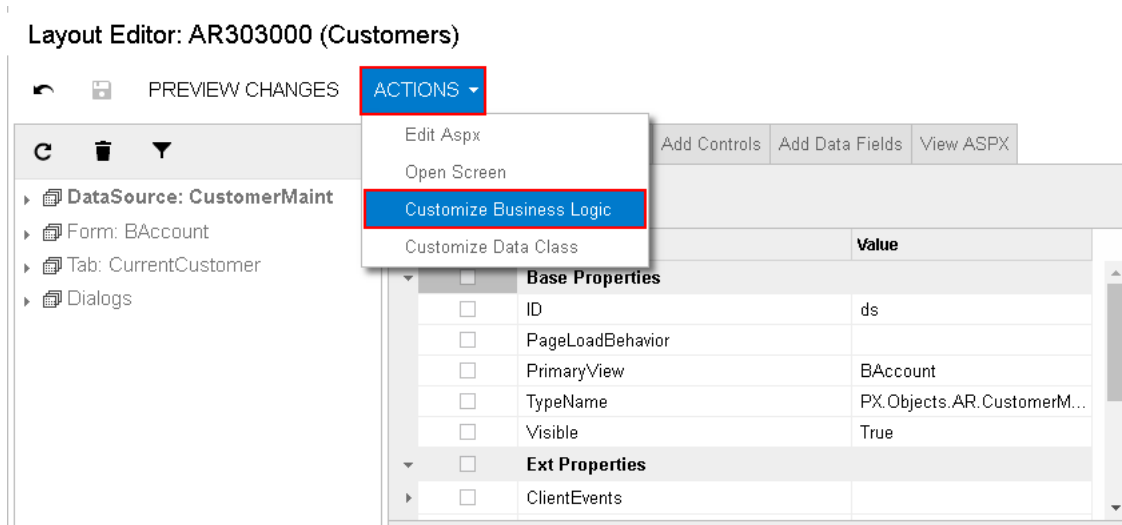 Layout Editor: AR303000 (Customers)
PREVIEW CHANGES ACTIONS
Edit Aspx
Open Screen
Customize Business Logic
Customize Data Class
Add Controls Add Data Fields View ASPX
DataSource: CustomerMaint
Form: BAccount
Tab: CurrentCustomer
Dialogs
Value
Base Properties
ID ds
PageLoadBehavior
PrimaryView BAccount
TypeName PX.Objects.AR.CustomerM...
Visible True
Ext Properties
ClientEvents